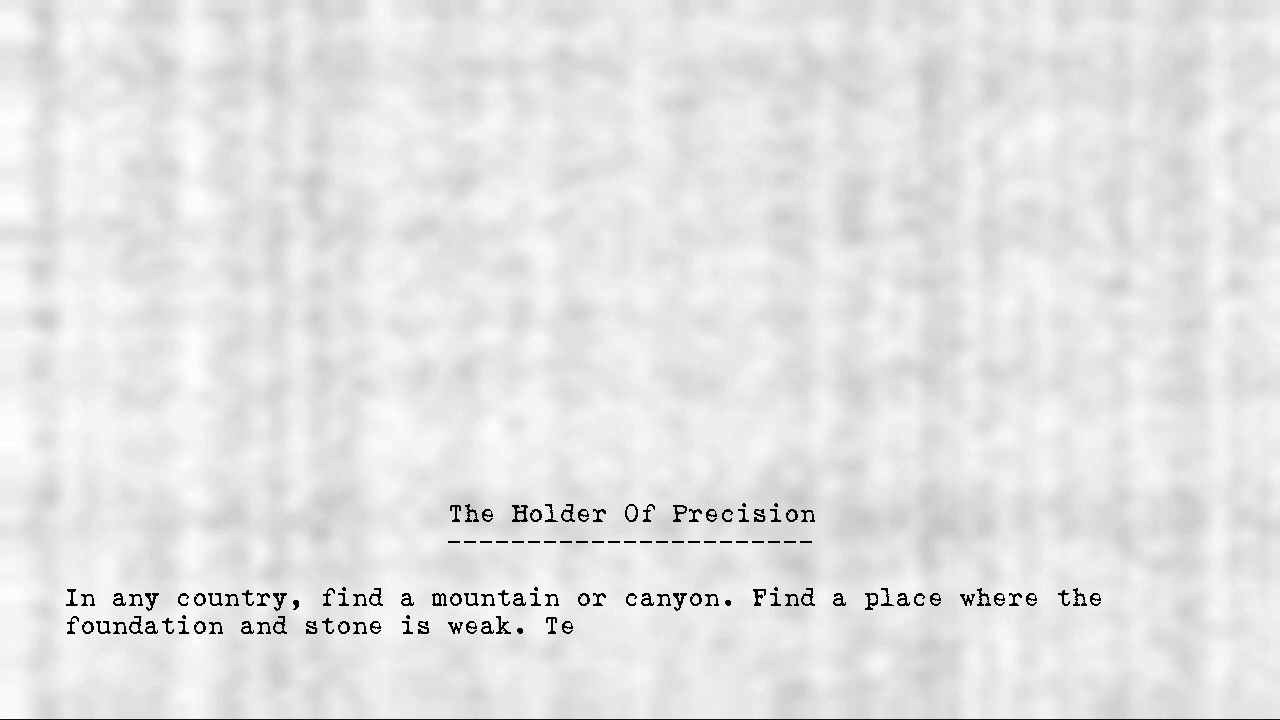 The Holder Of Precision
-----------------------
In any country, find a mountain or canyon. Find a place where the
foundation and stone is weak. Te